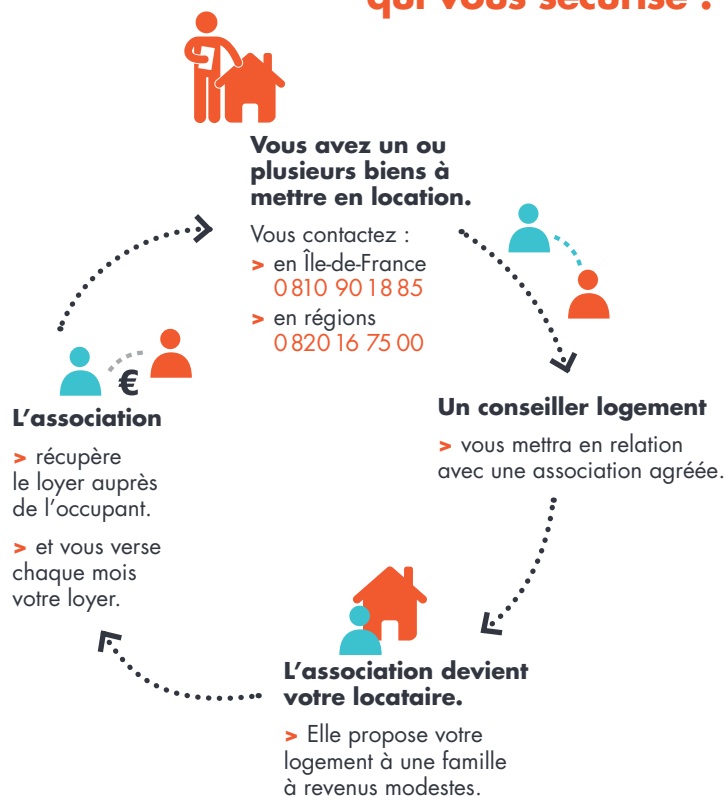 qui vous sécurise :
Vous avez un ou
plusieurs biens à
mettre en location.
Vous contactez :
> en Île-de-France
0 810 90 18 85
> en régions
0 820 16 75 00
Un conseiller logement
> vous mettra en relation
avec une association agréée.
L’association devient
votre locataire.
> Elle propose votre
logement à une famille
à revenus modestes.
€
L’association
> récupère
le loyer auprès
de l’occupant.
> et vous verse
chaque mois
votre loyer.